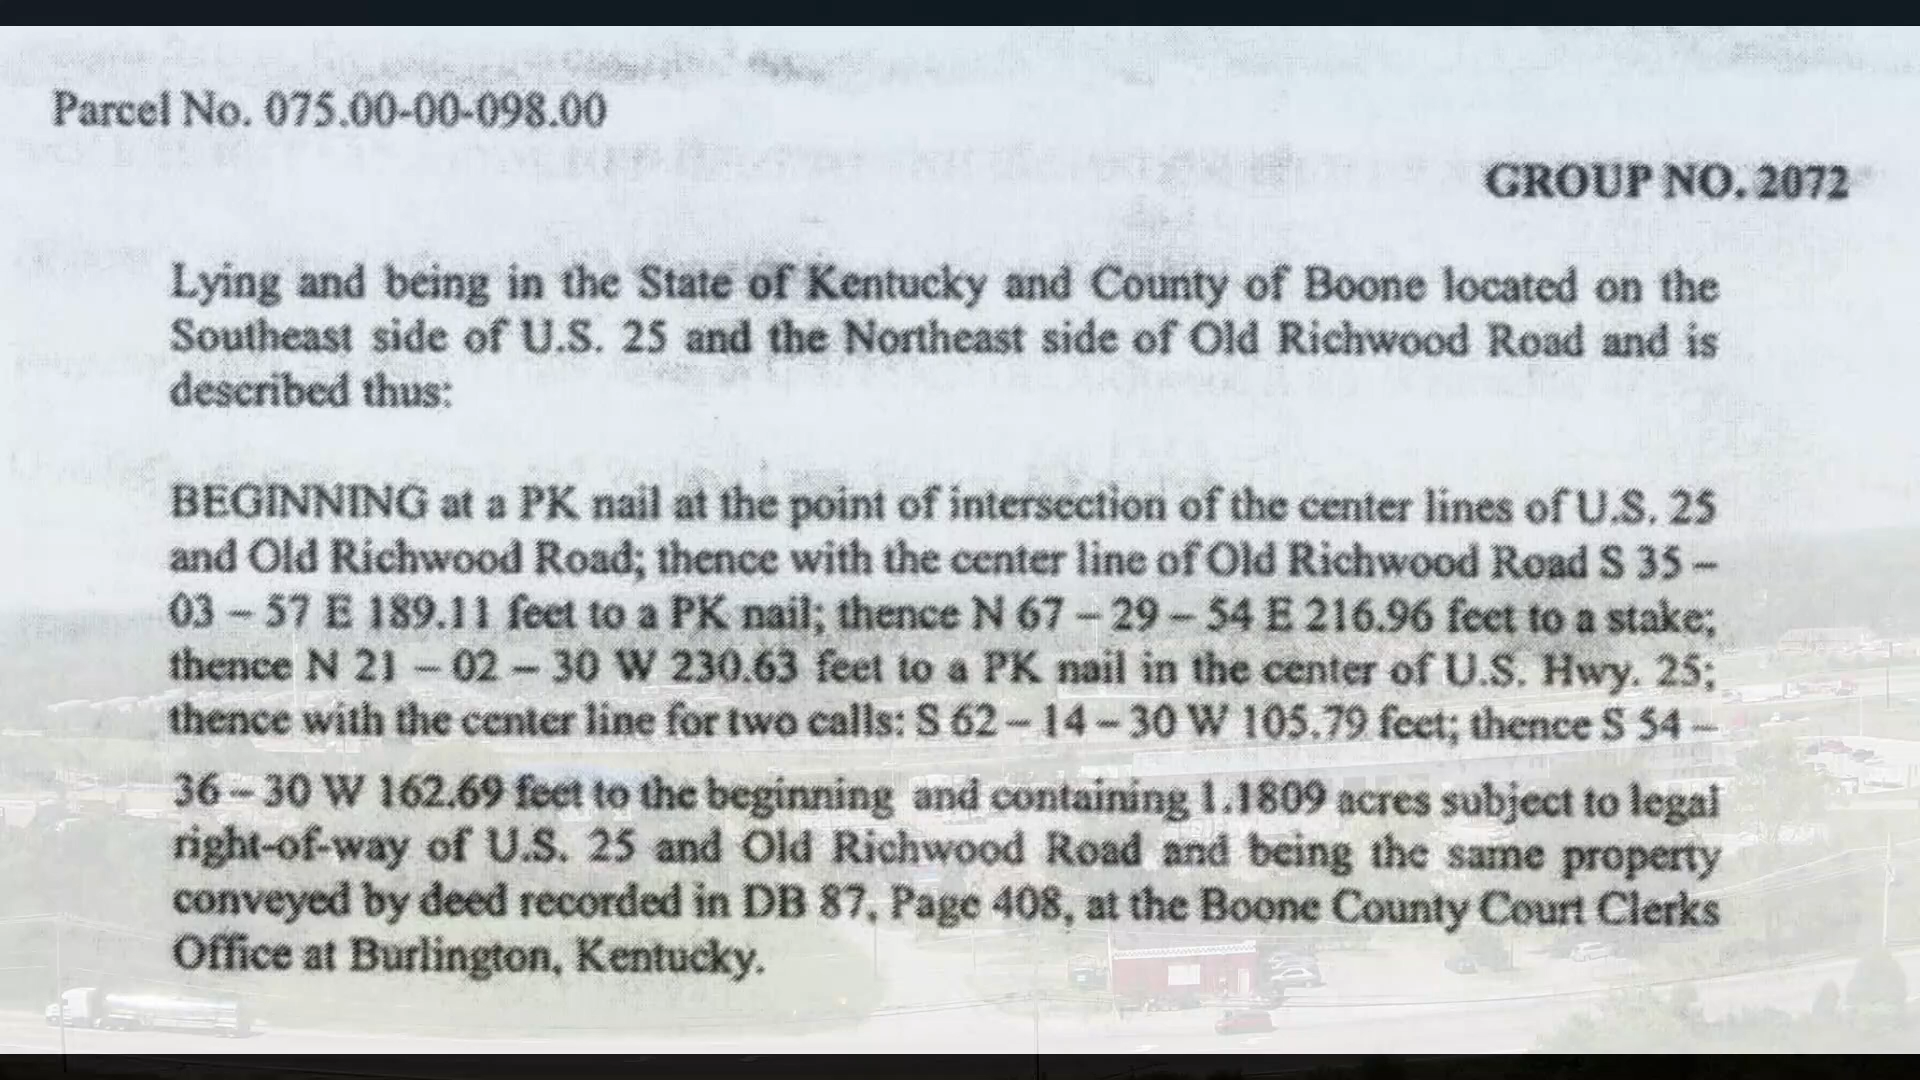 Parcel No. 075.00-00-098.00
GROUP NO. 2072
Lying and being in the State of Kentucky and County of Boone located on the
Southeast side of U.S. 25 and the Northeast side of Old Richwood Road and is
described thus:
BEGINNING at a PK nail at the point of intersection of the center lines of U.S. 25
and Old Richwood Road; thence with the center line of Old Richwood Road S 35 –
03 – 57 E 189.11 feet to a PK nail; thence N 67 – 29 – 54 E 216.96 feet to a stake;
thence N 21 – 02 – 30 W 230.63 feet to a PK nail in the center of U.S. Hwy. 25;
thence with the center line for two calls: S 62 – 14 – 30 W 105.79 feet; thence S 54 –
36 – 30 W 162.69 feet to the beginning and containing 1.1809 acres subject to legal
right-of-way of U.S. 25 and Old Richwood Road and being the same property
conveyed by deed recorded in DB 87, Page 408, at the Boone County Court Clerks
Office at Burlington, Kentucky.